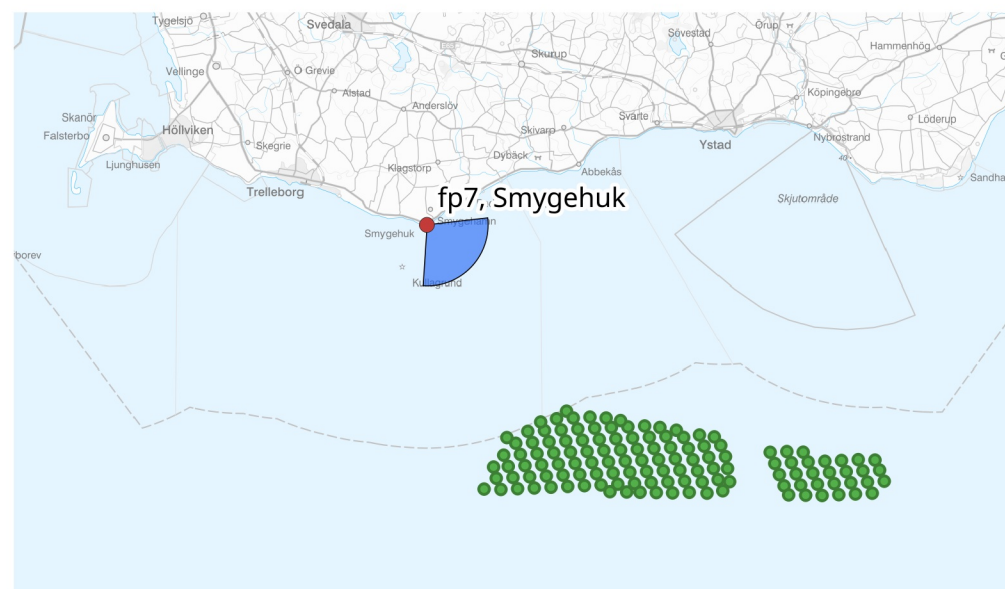 Tygelsjö
Svedala
Sövestad
Örup
Hammenhög
Skurup
Vellinge
Grevie
Alstad
Köpingebro
Anderslöv
Skanör
Svarte
Löderup
Falsterbo
Höllviken
Skivarp
Nybrostrand
Skegrie
Ystad
Dybäck
Ljunghusen
Klagstorp
Abbekås
Sandha
Trelleborg
fp7, Smygehuk
Skjutområde
Smygehamn
Smygehuk
borev
Kullagrund